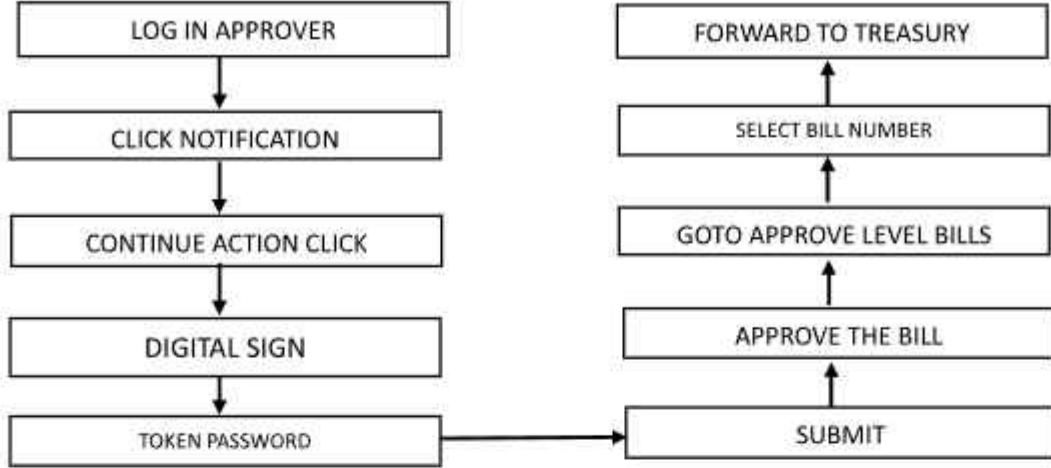 LOG IN APPROVER
CLICK NOTIFICATION
CONTINUE ACTION CLICK
DIGITAL SIGN
TOKEN PASSWORD
SUBMIT
APPROVE THE BILL
GOTO APPROVE LEVEL BILLS
SELECT BILL NUMBER
FORWARD TO TREASURY